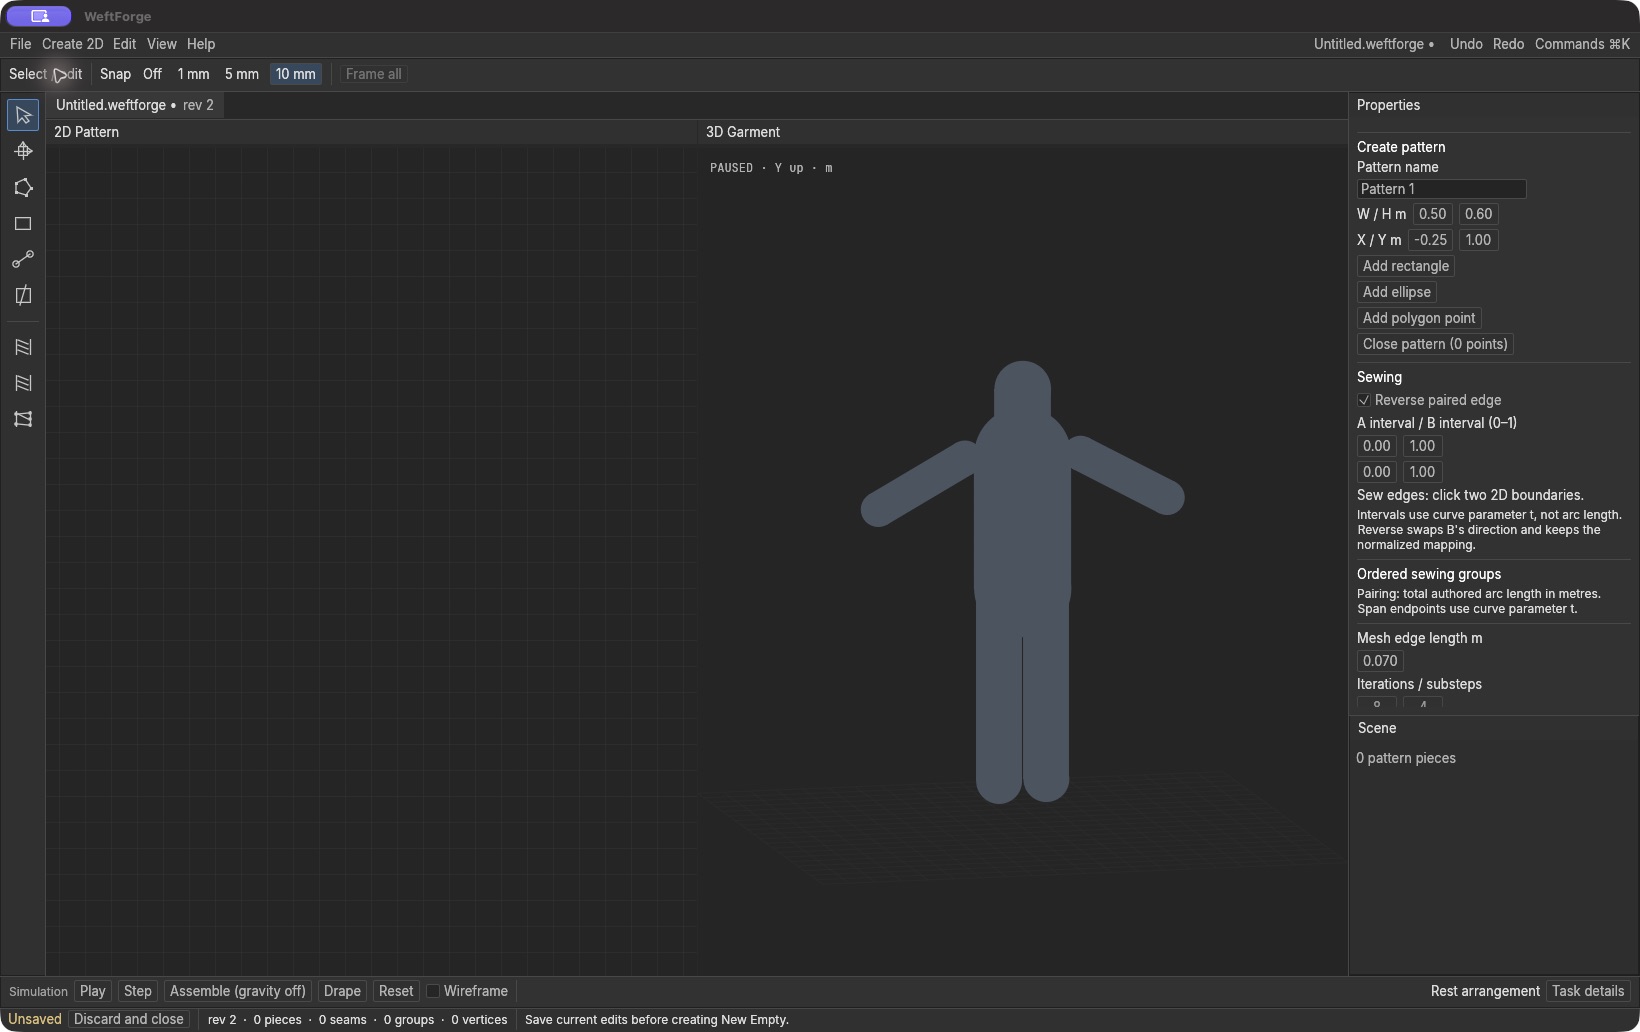 WeftForge
File Create 2D Edit View Help Untitled.weftforge • Undo Redo Commands ⌘K
Select Edit Snap Off 1 mm 5 mm 10 mm Frame all
Untitled.weftforge • rev 2
Properties
2D Pattern
3D Garment
PAUSED · Y up · m
Create pattern
Pattern name
Pattern 1
W / H m 0.50 0.60
X / Y m -0.25 1.00
Add rectangle
Add ellipse
Add polygon point
Close pattern (0 points)
Sewing
Reverse paired edge
A interval / B interval (0–1)
0.00 1.00
0.00 1.00
Sew edges: click two 2D boundaries.
Intervals use curve parameter t, not arc length.
Reverse swaps B's direction and keeps the
normalized mapping.
Ordered sewing groups
Pairing: total authored arc length in metres.
Span endpoints use curve parameter t.
Mesh edge length m
0.070
Iterations / substeps
8 4
Scene
0 pattern pieces
Simulation Play Step Assemble (gravity off) Drape Reset Wireframe Rest arrangement Task details
Unsaved Discard and close rev 2 · 0 pieces · 0 seams · 0 groups · 0 vertices Save current edits before creating New Empty.